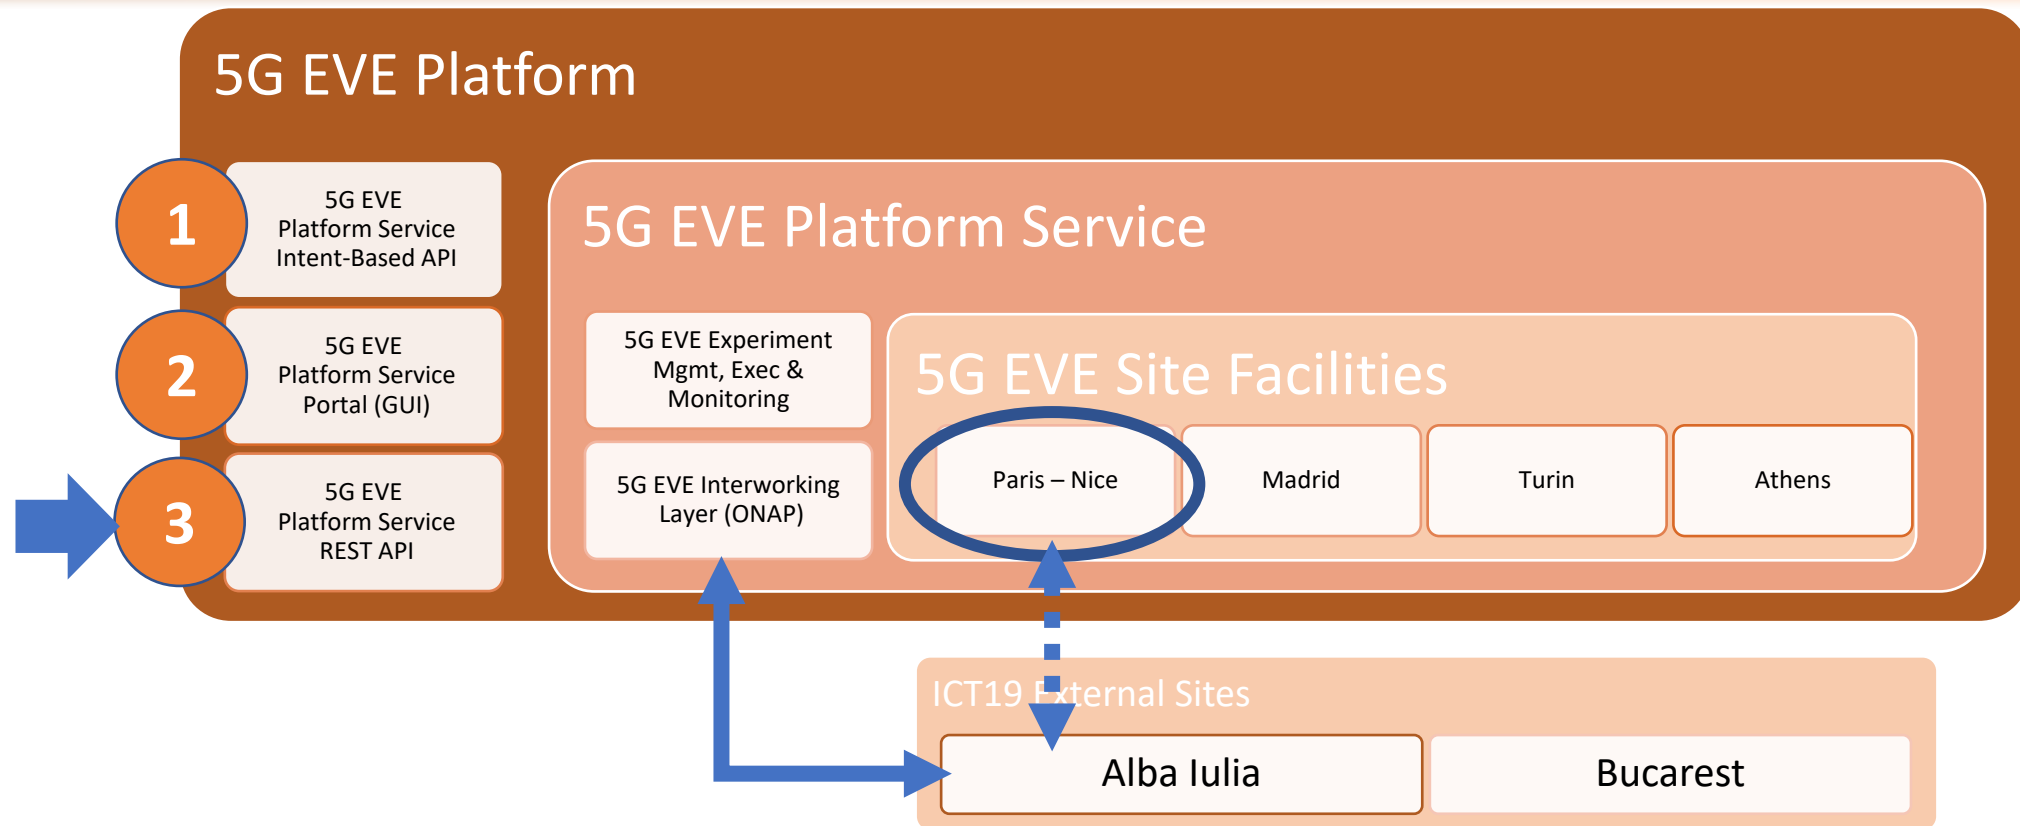 5G EVE Platform
1
5G EVE
Platform Service
Intent-Based API
2
5G EVE
Platform Service
Portal (GUI)
3
5G EVE
Platform Service
REST API
5G EVE Platform Service
5G EVE Experiment
Mgmt, Exec &
Monitoring
5G EVE Interworking
Layer (ONAP)
5G EVE Site Facilities
Paris – Nice
Madrid
Turin
Athens
ICT19 External Sites
Alba Iulia
Bucarest